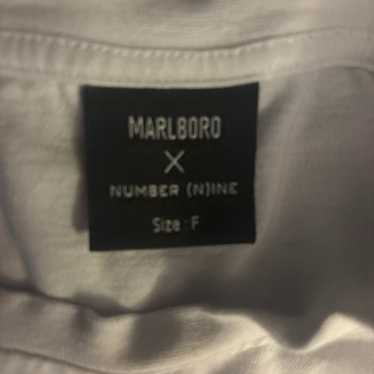 MARLBORO
X
NUMBER (N)INE
Size : F